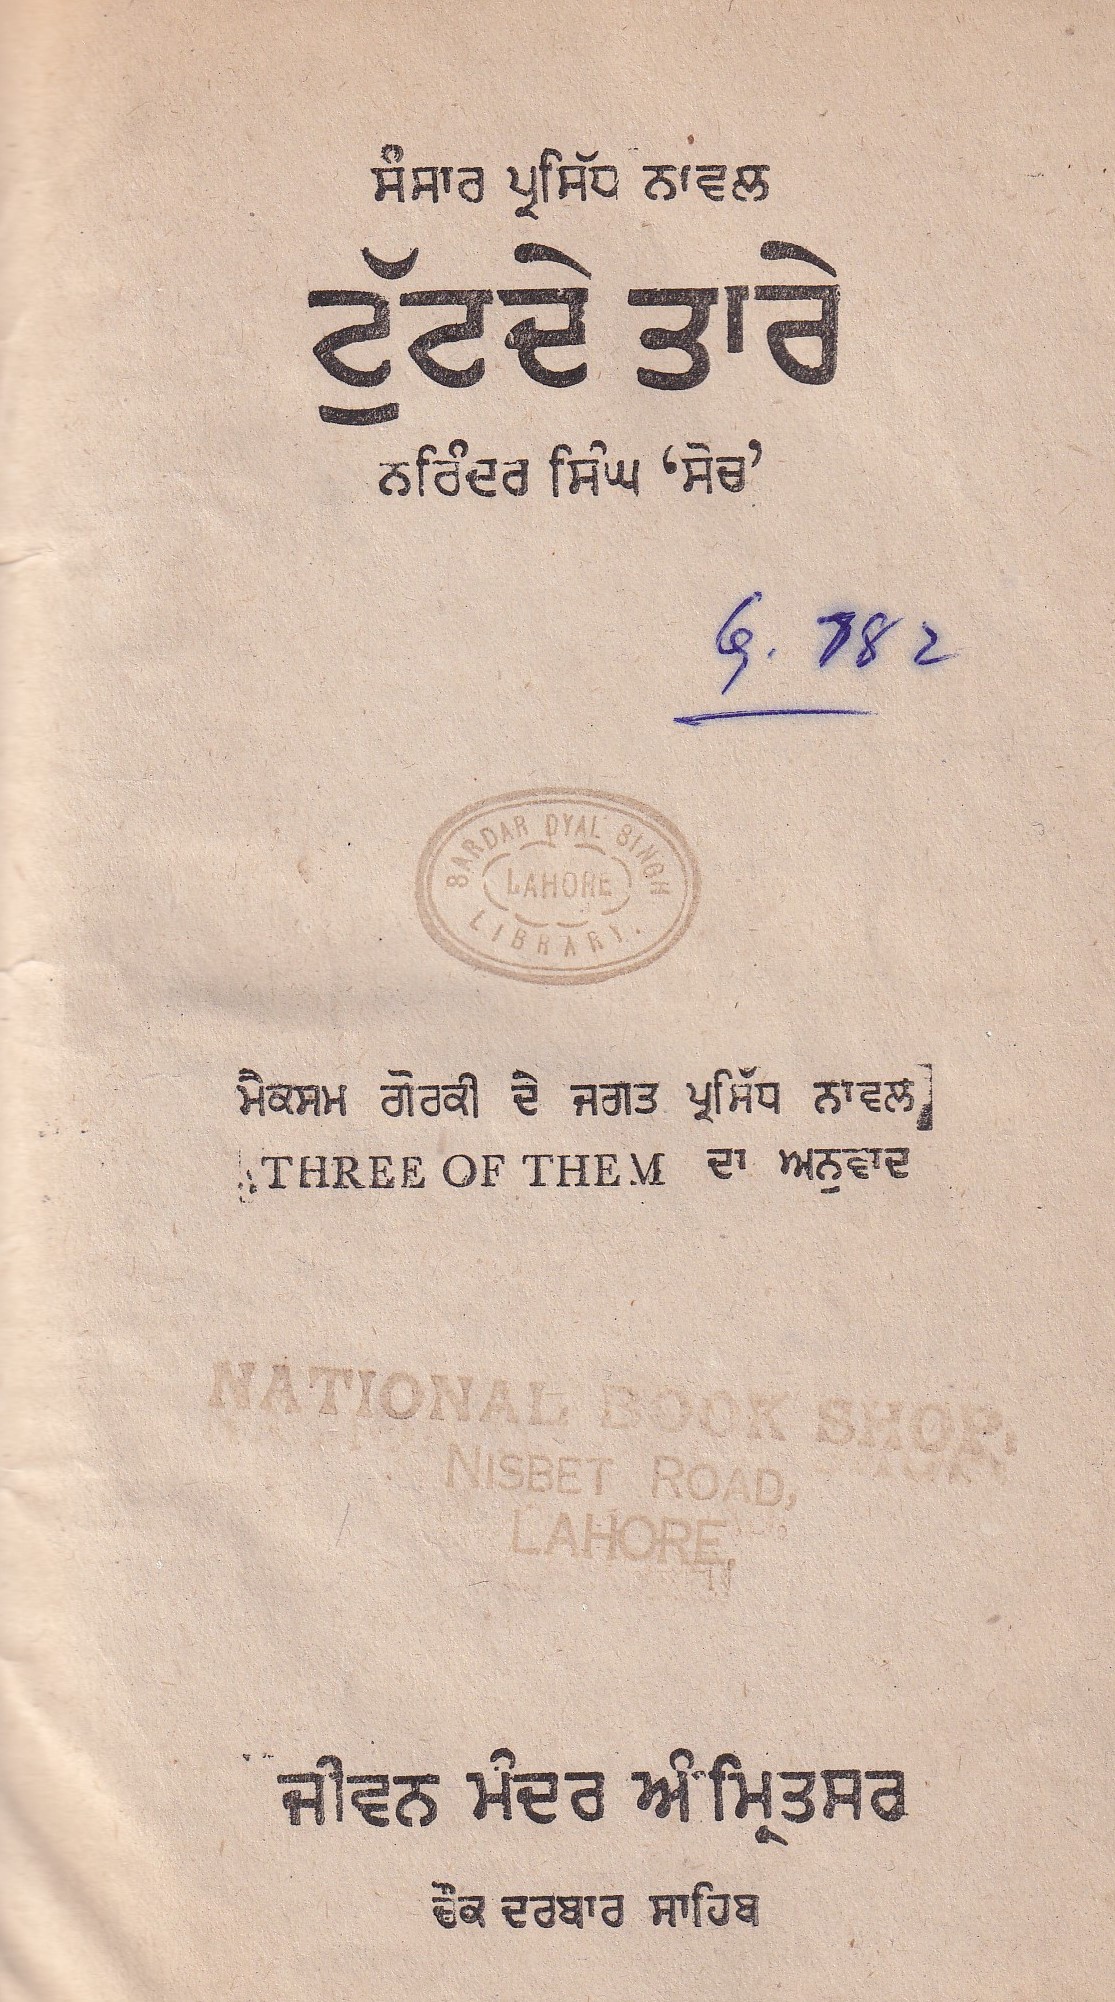 ਸੰਸਾਰ ਪ੍ਰਸਿੱਧ ਨਾਵਲ
ਟੁੱਟਦੇ ਤਾਰੇ
ਨਰਿੰਦਰ ਸਿੰਘ ‘ਸੋਚ’
G. 782
SARDAR DYAL SINGH
LAHORE
LIBRARY.
ਮੈਕਸਮ ਗੋਰਕੀ ਦੇ ਜਗਤ ਪ੍ਰਸਿੱਧ ਨਾਵਲ
THREE OF THEM ਦਾ ਅਨੁਵਾਦ
NATIONAL BOOK SHOP.
NISBET ROAD,
LAHORE,
ਜੀਵਨ ਮੰਦਰ ਅੰਮ੍ਰਿਤਸਰ
ਚੌਕ ਦਰਬਾਰ ਸਾਹਿਬ